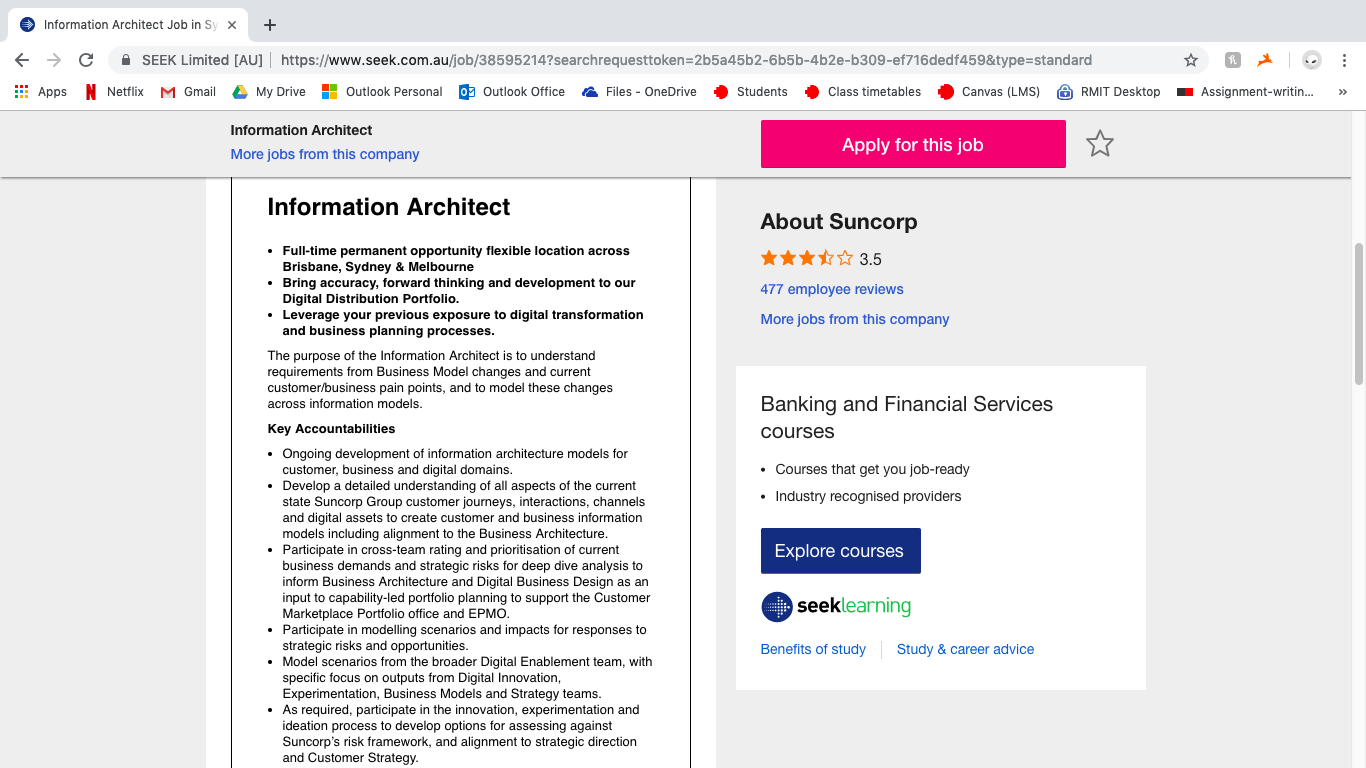 Information Architect Job in Sy
SEEK Limited [AU]
https://www.seek.com.au/job/38595214?searchrequesttoken=2b5a45b2-6b5b-4b2e-b309-ef716dedf459&type=standard
Apps
Netflix
Gmail
My Drive
Outlook Personal
Outlook Office
Files - OneDrive
Students
Class timetables
Canvas (LMS)
RMIT Desktop
Assignment-writin...
Information Architect
More jobs from this company
Apply for this job
Information Architect
• Full-time permanent opportunity flexible location across
Brisbane, Sydney & Melbourne
• Bring accuracy, forward thinking and development to our
Digital Distribution Portfolio.
• Leverage your previous exposure to digital transformation
and business planning processes.
The purpose of the Information Architect is to understand
requirements from Business Model changes and current
customer/business pain points, and to model these changes
across information models.
Key Accountabilities
• Ongoing development of information architecture models for
customer, business and digital domains.
• Develop a detailed understanding of all aspects of the current
state Suncorp Group customer journeys, interactions, channels
and digital assets to create customer and business information
models including alignment to the Business Architecture.
• Participate in cross-team rating and prioritisation of current
business demands and strategic risks for deep dive analysis to
inform Business Architecture and Digital Business Design as an
input to capability-led portfolio planning to support the Customer
Marketplace Portfolio office and EPMO.
• Participate in modelling scenarios and impacts for responses to
strategic risks and opportunities.
• Model scenarios from the broader Digital Enablement team, with
specific focus on outputs from Digital Innovation,
Experimentation, Business Models and Strategy teams.
• As required, participate in the innovation, experimentation and
ideation process to develop options for assessing against
Suncorp's risk framework, and alignment to strategic direction
and Customer Strategy.
About Suncorp
3.5
477 employee reviews
More jobs from this company
Banking and Financial Services
courses
• Courses that get you job-ready
• Industry recognised providers
Explore courses
seeklearning
Benefits of study
Study & career advice